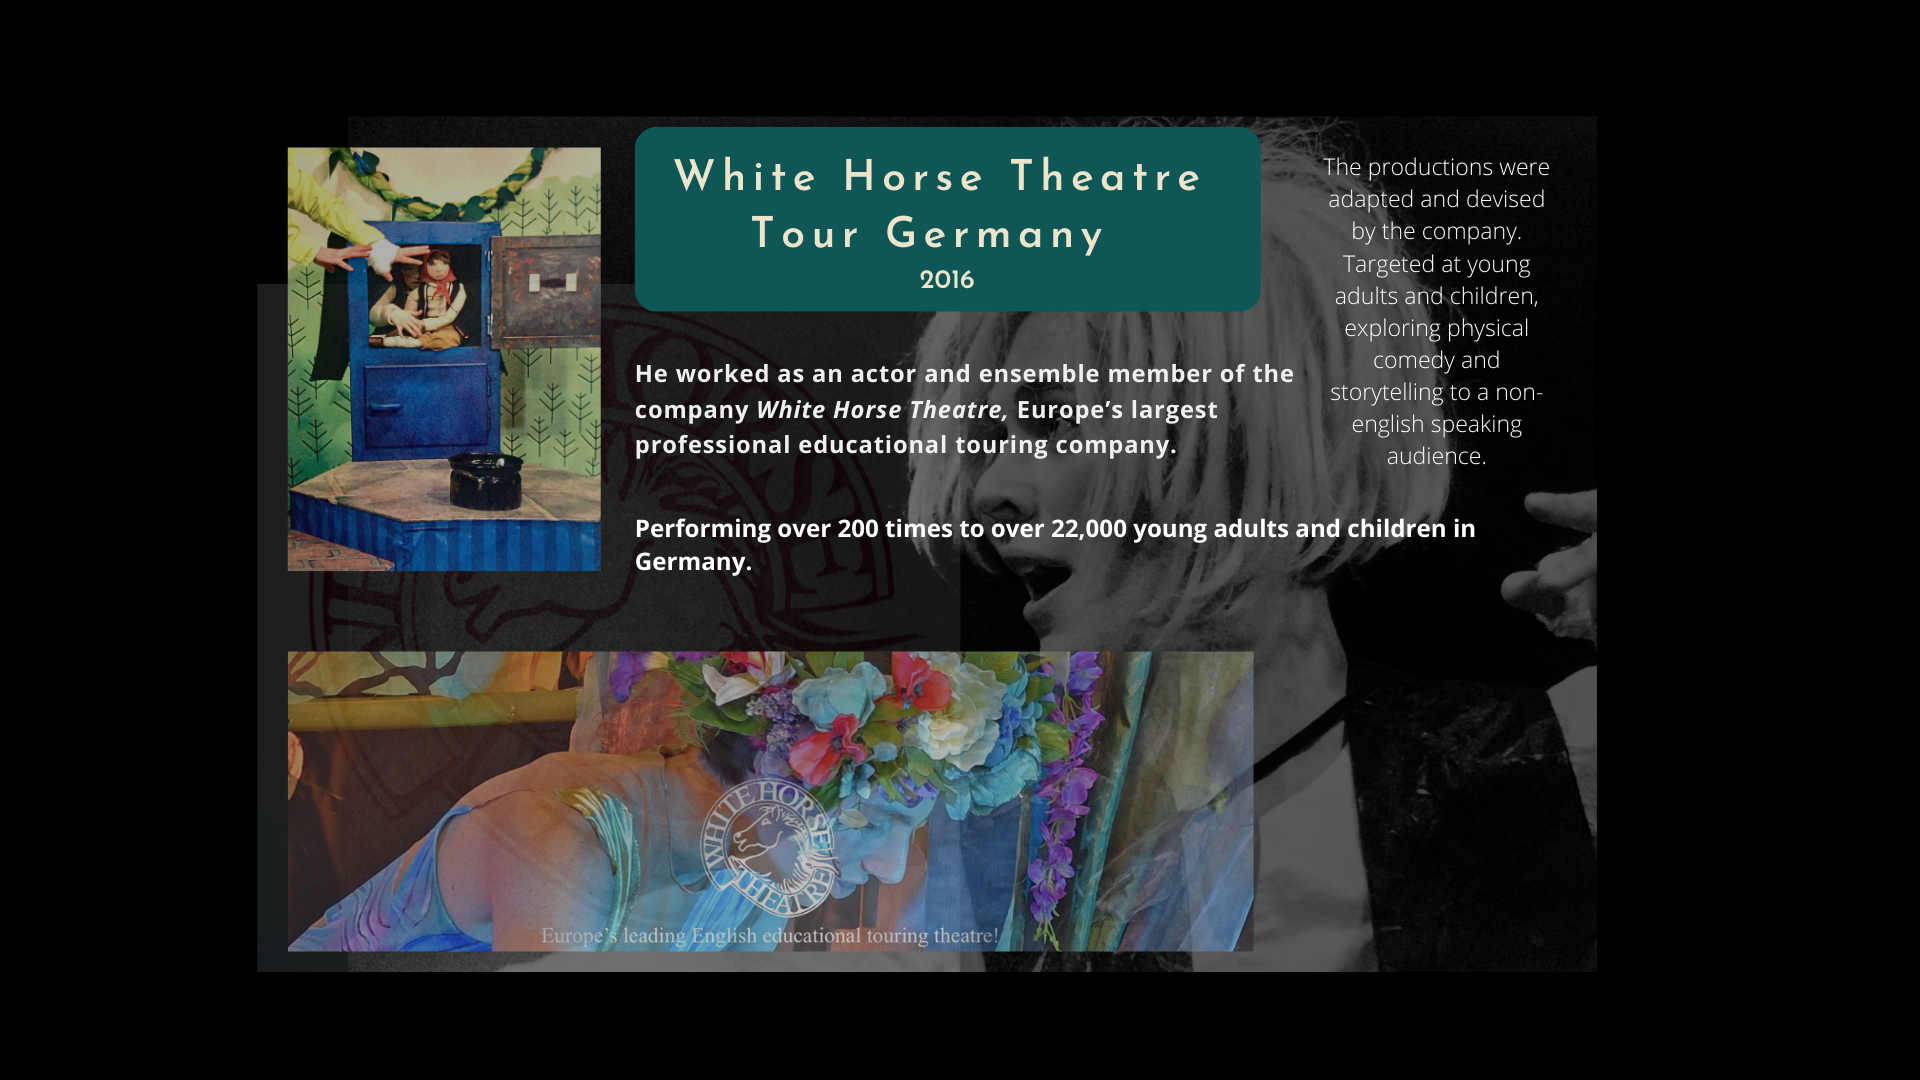 White Horse Theatre
Tour Germany
2016
He worked as an actor and ensemble member of the
company White Horse Theatre, Europe’s largest
professional educational touring company.
Performing over 200 times to over 22,000 young adults and children in
Germany.
The productions were
adapted and devised
by the company.
Targeted at young
adults and children,
exploring physical
comedy and
storytelling to a non-
english speaking
audience.
WHITE HORSE
THEATRE
Europe’s leading English educational touring theatre!